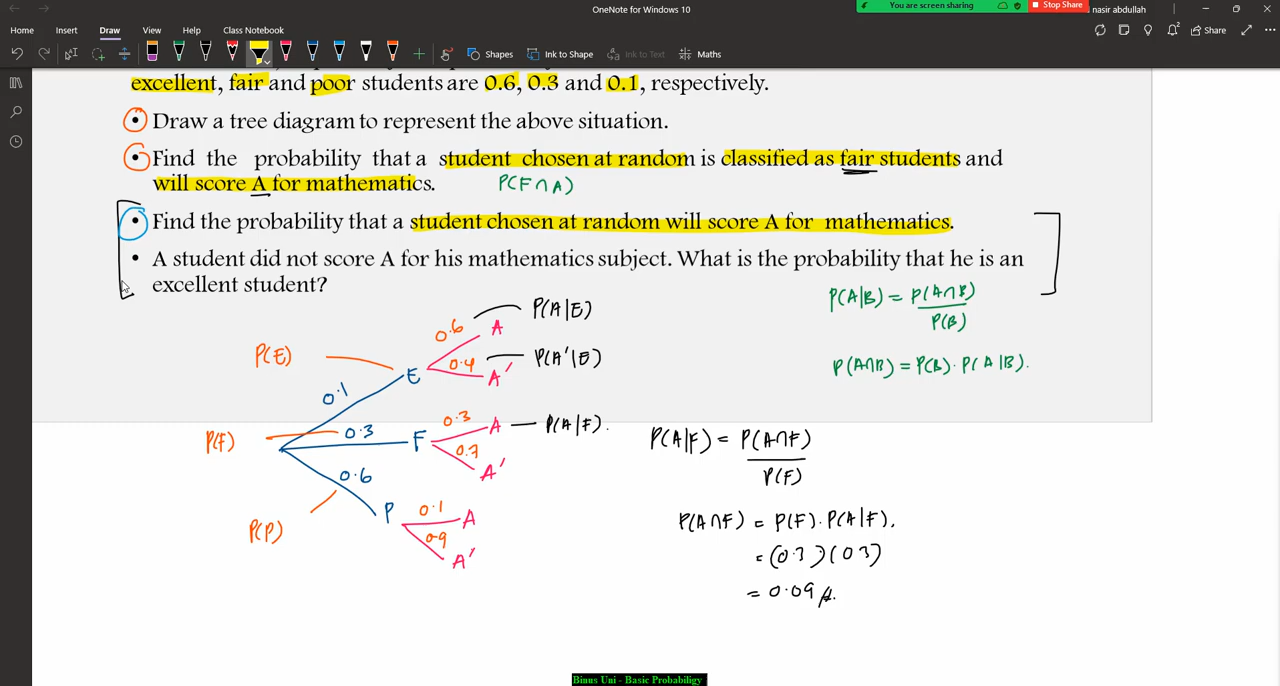 OneNote for Windows 10
You are screen sharing
Stop Share
nasir abdullah
Home Insert Draw View Help Class Notebook
Share
Shapes Ink to Shape Ink to Text Maths
excellent, fair and poor students are 0.6, 0.3 and 0.1, respectively.
• Draw a tree diagram to represent the above situation.
• Find the probability that a student chosen at random is classified as fair students and
will score A for mathematics. P(F∩A)
• Find the probability that a student chosen at random will score A for mathematics.
• A student did not score A for his mathematics subject. What is the probability that he is an
excellent student?
P(A|B) = P(A∩B)
P(B)
P(A∩B) = P(B)·P(A|B).
0.6 A P(A|E)
P(E) 0.4 P(A'|E)
E A'
0.1
P(F) 0.3 F 0.3 A P(A|F).
0.7 A'
0.6
P(P) P 0.1 A
0.9 A'
P(A|F) = P(A∩F)
P(F)
P(A∩F) = P(F)·P(A|F).
= (0.3)(0.3)
= 0.09
Binus Uni - Basic Probabiligy